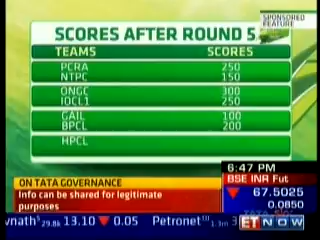 SPONSORED
FEATURE
SCORES AFTER ROUND 5
TEAMS SCORES
PCRA 250
NTPC 150
ONGC 300
IOCL1 250
GAIL 100
BPCL 200
HPCL
ON TATA GOVERNANCE
Info can be shared for legitimate
purposes
6:47 PM
BSE INR Fut
67.5025
0.0850
vnath 29.8k 13.10 ▼ 0.05 Petronet
ET NOW